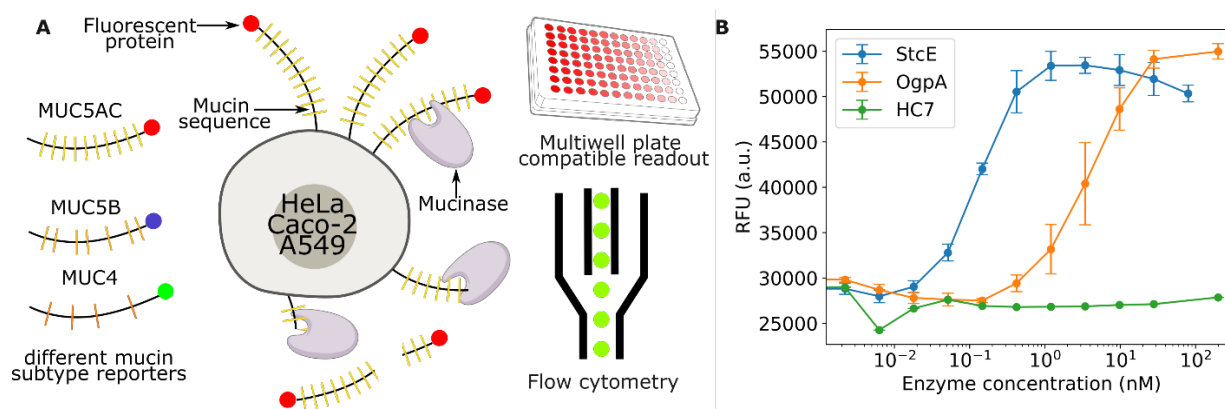 A
Fluorescent
protein
Mucin
sequence
MUC5AC
MUC5B
MUC4
different mucin
subtype reporters
HeLa
Caco-2
A549
Mucinase
Multiwell plate
compatible readout
Flow cytometry
B
StcE
OgpA
HC7
RFU (a.u.)
55000
50000
45000
40000
35000
30000
25000
10⁻² 10⁻¹ 10⁰ 10¹ 10²
Enzyme concentration (nM)